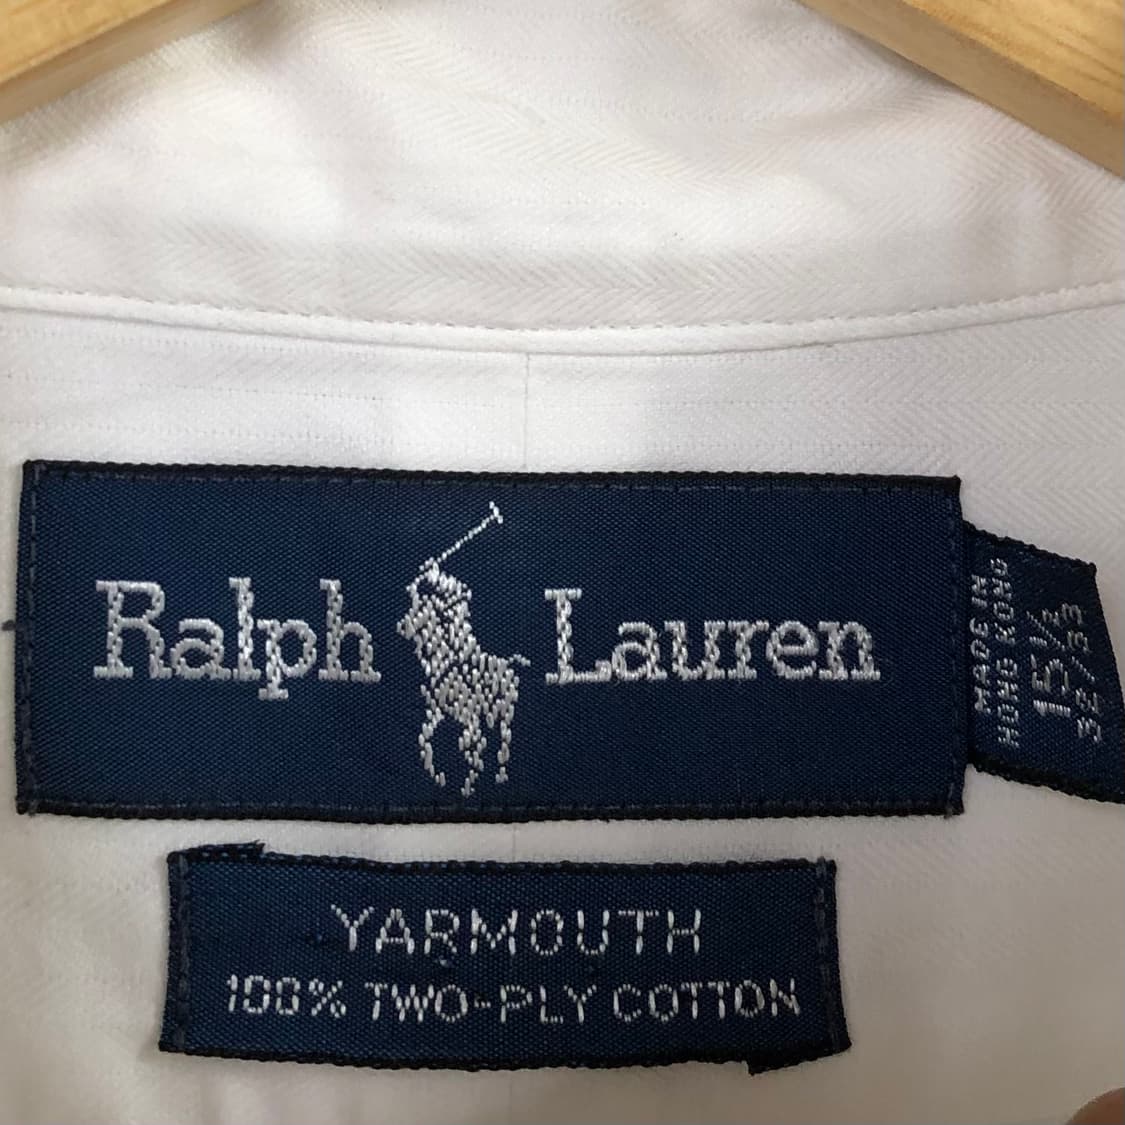 Ralph Lauren
MADE IN
HONG KONG
15½
32/33
YARMOUTH
100% TWO-PLY COTTON